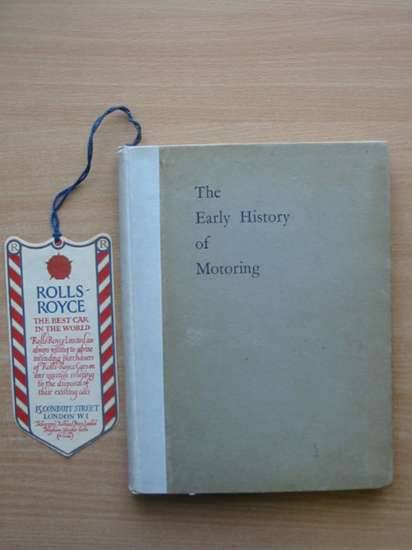 R R
ROLLS-
ROYCE
THE BEST CAR
IN THE WORLD
Rolls-Royce Limited are
always willing to advise
intending purchasers
of Rolls-Royce Cars on
any question relating
to the disposal of
their existing cars
15 CONDUIT STREET
LONDON W1
The
Early History
of
Motoring